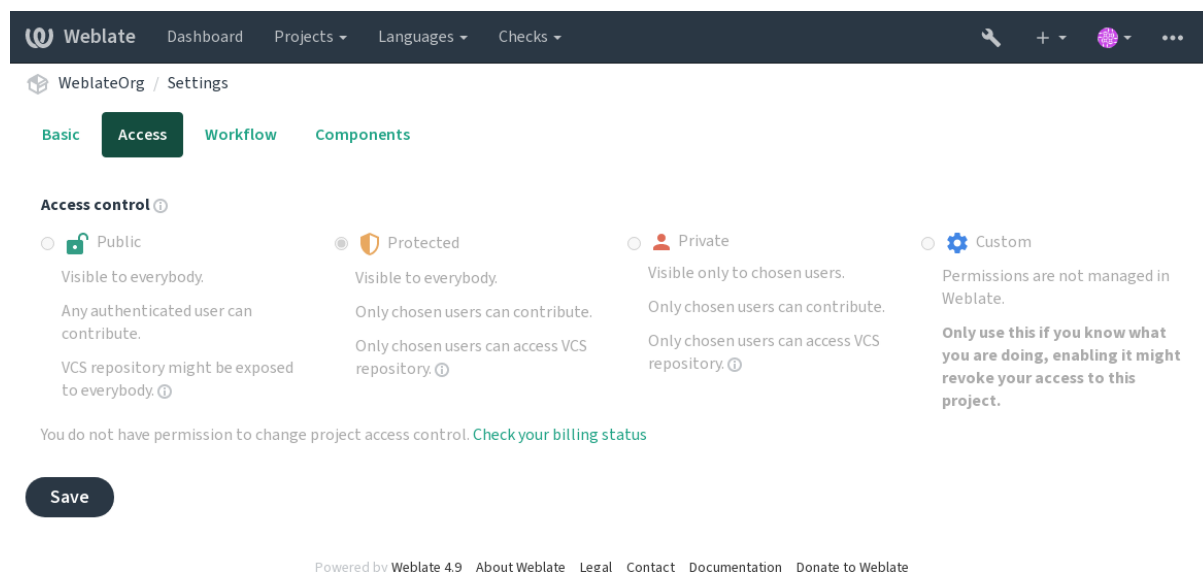 Weblate Dashboard Projects Languages Checks
WeblateOrg / Settings
Basic Access Workflow Components
Access control
Public
Visible to everybody.
Any authenticated user can
contribute.
VCS repository might be exposed
to everybody.
Protected
Visible to everybody.
Only chosen users can contribute.
Only chosen users can access VCS
repository.
Private
Visible only to chosen users.
Only chosen users can contribute.
Only chosen users can access VCS
repository.
Custom
Permissions are not managed in
Weblate.
Only use this if you know what
you are doing, enabling it might
revoke your access to this
project.
You do not have permission to change project access control. Check your billing status
Save
Powered by Weblate 4.9 About Weblate Legal Contact Documentation Donate to Weblate